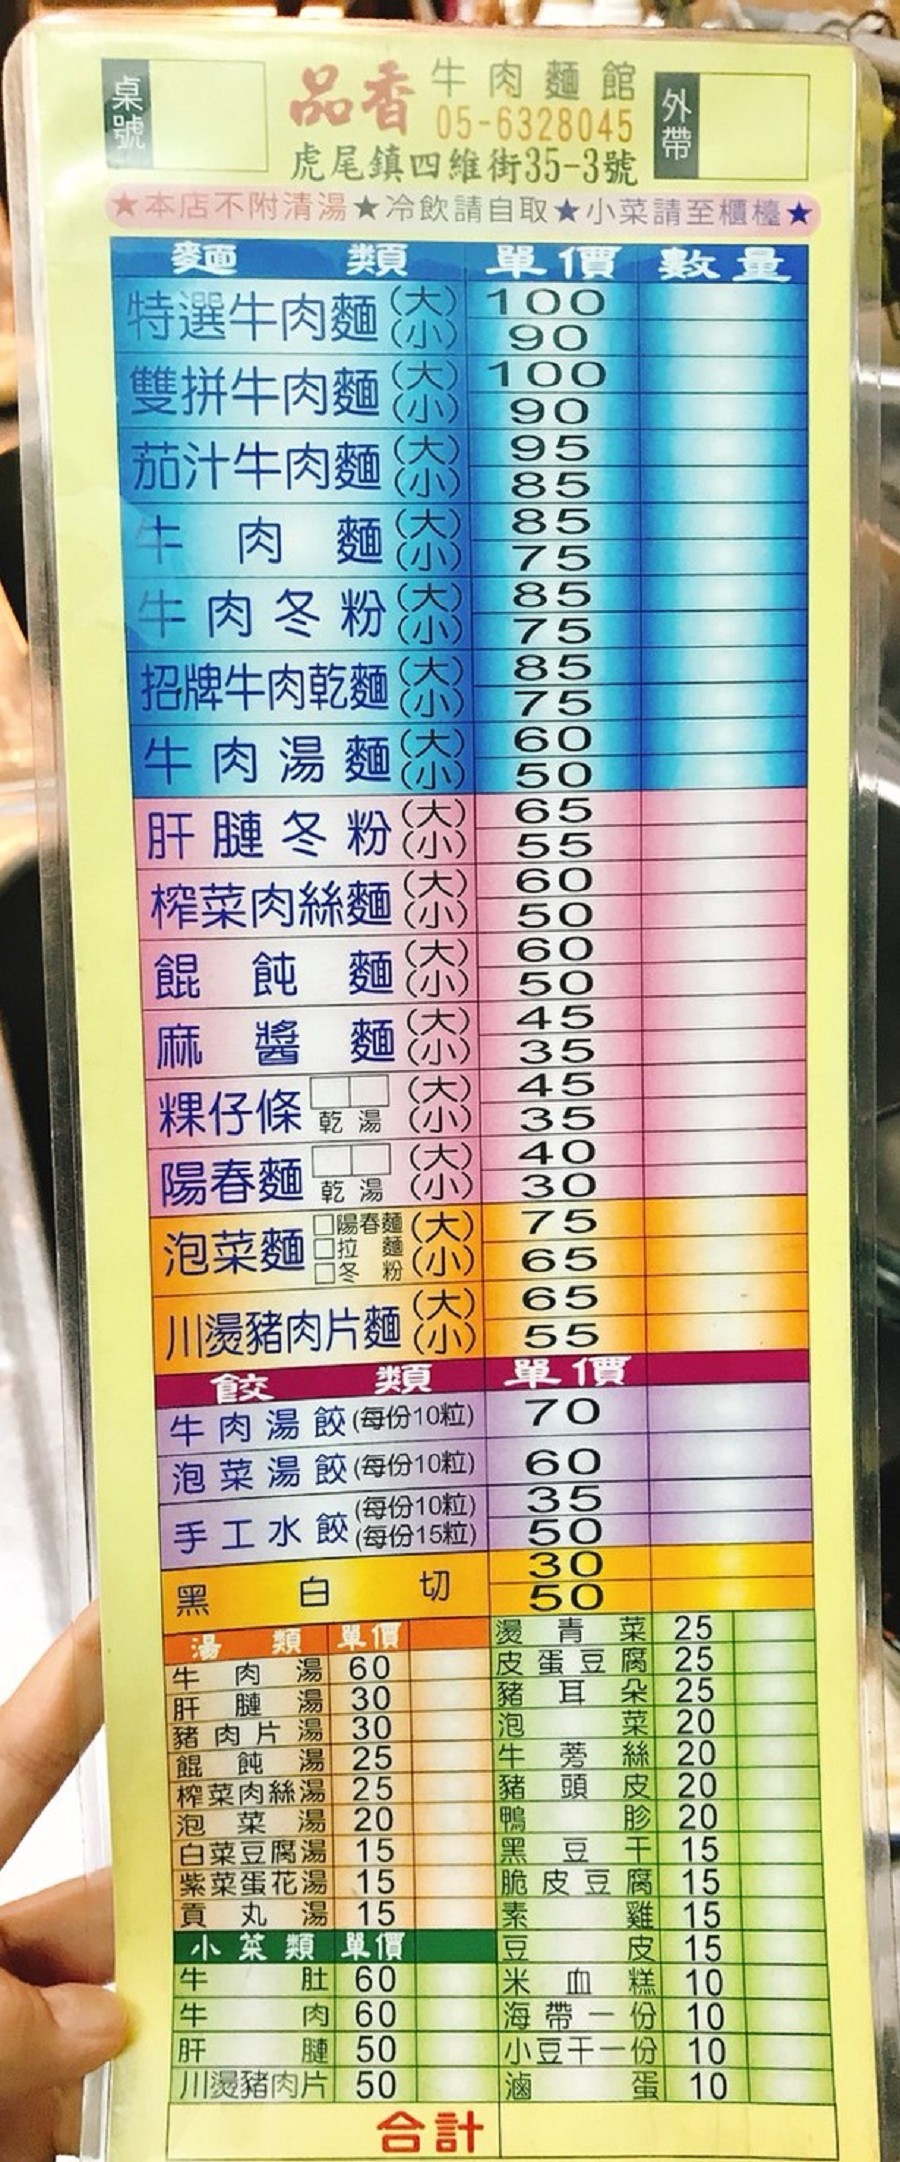 桌號
品香 牛肉麵館
05-6328045
外帶
虎尾鎮四維街35-3號
★本店不附清湯★冷飲請自取★小菜請至櫃檯★
麵類 單價 數量
特選牛肉麵 (大) 100
(小) 90
雙拼牛肉麵 (大) 100
(小) 90
茄汁牛肉麵 (大) 95
(小) 85
牛肉麵 (大) 85
(小) 75
牛肉冬粉 (大) 85
(小) 75
招牌牛肉乾麵 (大) 85
(小) 75
牛肉湯麵 (大) 60
(小) 50
肝膁冬粉 (大) 65
(小) 55
榨菜肉絲麵 (大) 60
(小) 50
餛飩麵 (大) 60
(小) 50
麻醬麵 (大) 45
(小) 35
粿仔條 □□ 乾 湯 (大) 45
(小) 35
陽春麵 □□ 乾 湯 (大) 40
(小) 30
泡菜麵 □陽春麵 □拉麵 □冬粉 (大) 75
(小) 65
川燙豬肉片麵 (大) 65
(小) 55
餃類 單價
牛肉湯餃(每份10粒) 70
泡菜湯餃(每份10粒) 60
手工水餃 (每份10粒) 35
(每份15粒) 50
黑白切 30
50
湯類 單價
牛肉湯 60
肝膁湯 30
豬肉片湯 30
餛飩湯 25
榨菜肉絲湯 25
泡菜湯 20
白菜豆腐湯 15
紫菜蛋花湯 15
貢丸湯 15
小菜類 單價
牛肚 60
牛肉 60
肝膁 50
川燙豬肉片 50
燙青菜 25
皮蛋豆腐 25
豬耳朵 25
泡菜 20
牛蒡絲 20
豬頭皮 20
鴨胗 20
黑豆干 15
脆皮豆腐 15
素雞 15
豆皮 15
米血糕 10
海帶一份 10
小豆干一份 10
滷蛋 10
合計